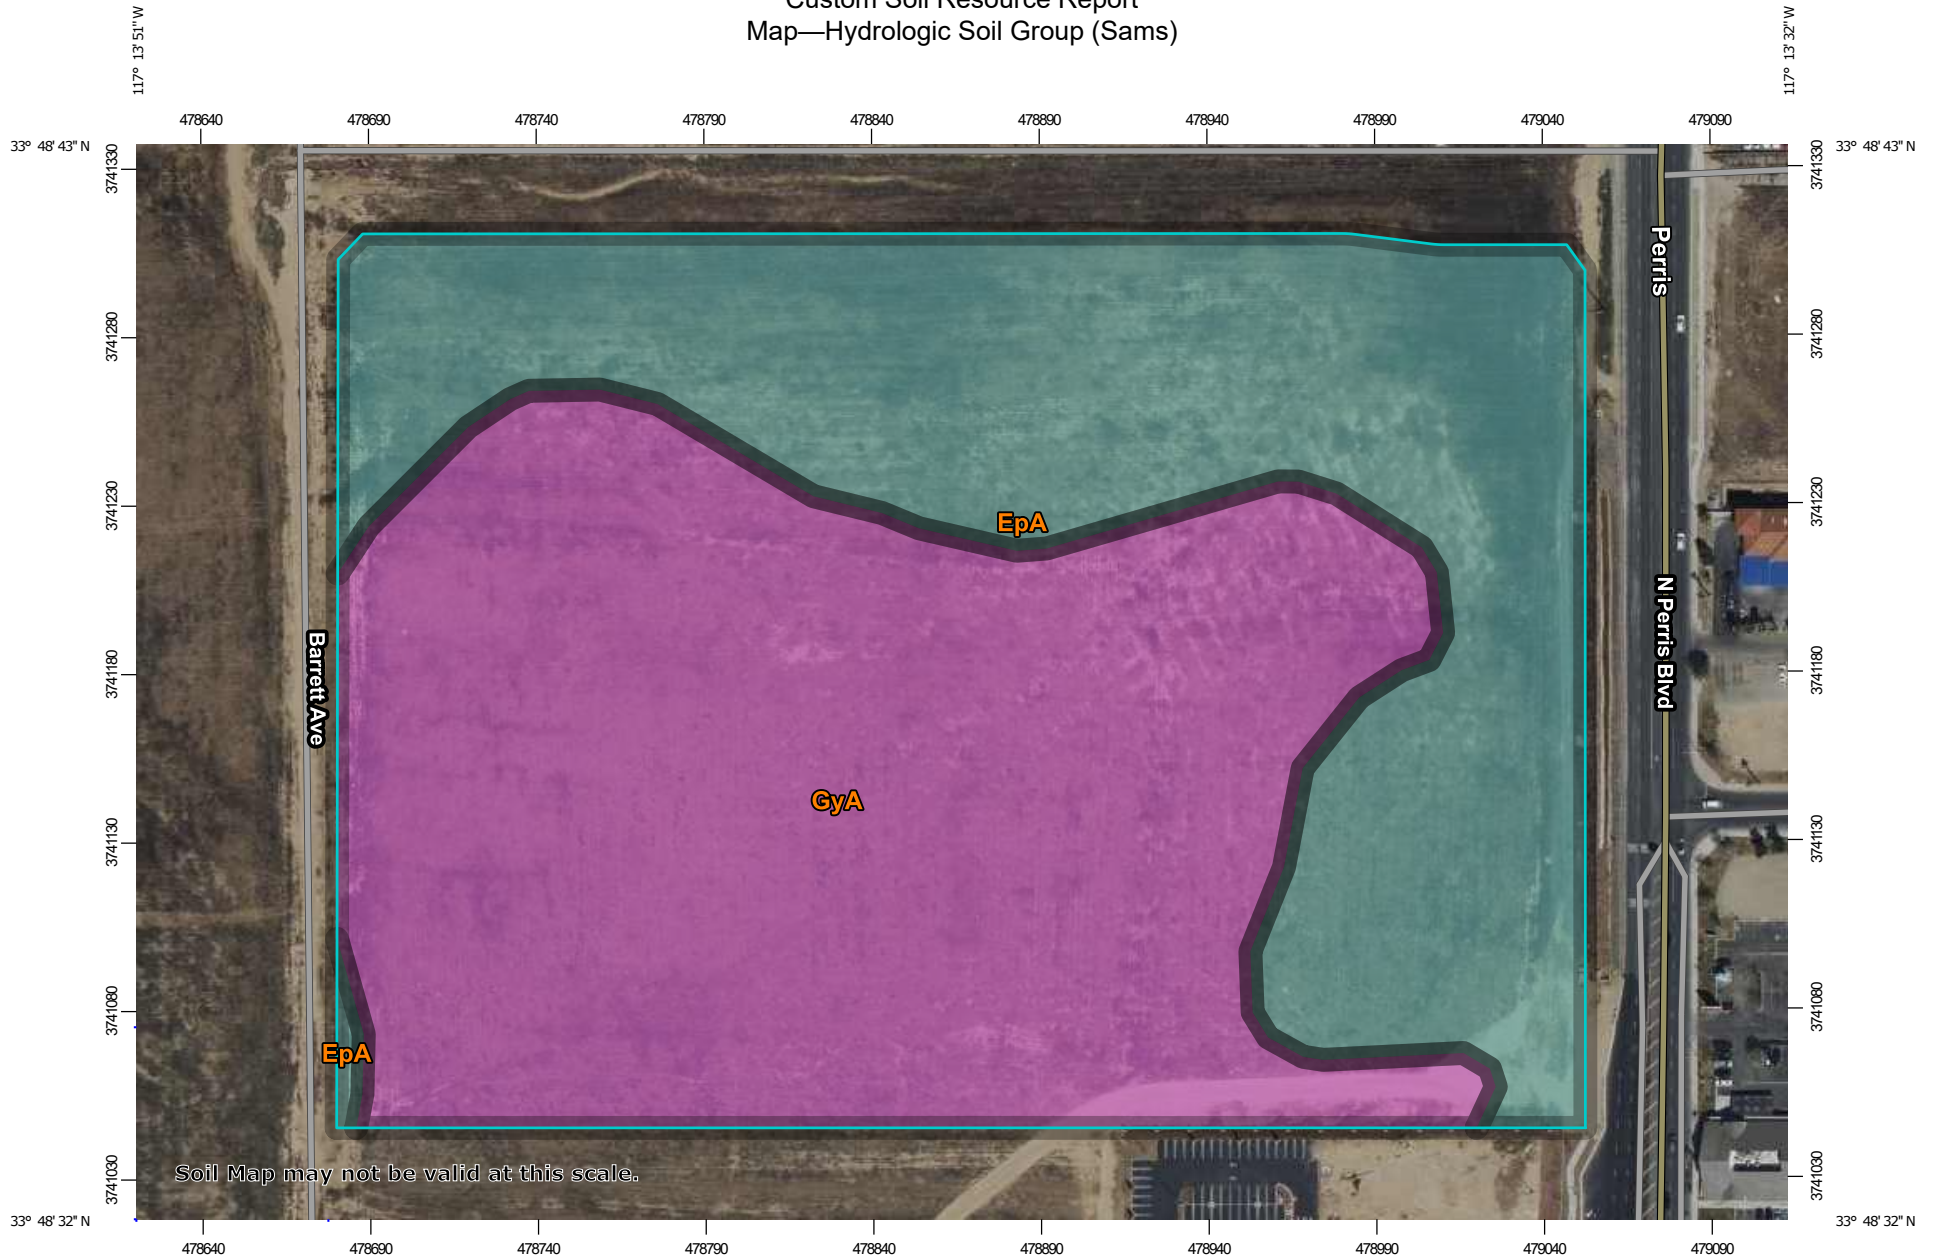 Custom Soil Resource Report
Map—Hydrologic Soil Group (Sams)
117° 13' 51" W
117° 13' 32" W
478640 478690 478740 478790 478840 478890 478940 478990 479040 479090
33° 48' 43" N
33° 48' 43" N
3741330
3741330
Perris
3741280
3741280
3741230
3741230
EpA
N Perris Blvd
Barrett Ave
3741180
3741180
GyA
3741130
3741130
3741080
3741080
EpA
Soil Map may not be valid at this scale.
3741030
3741030
33° 48' 32" N
33° 48' 32" N
478640 478690 478740 478790 478840 478890 478940 478990 479040 479090